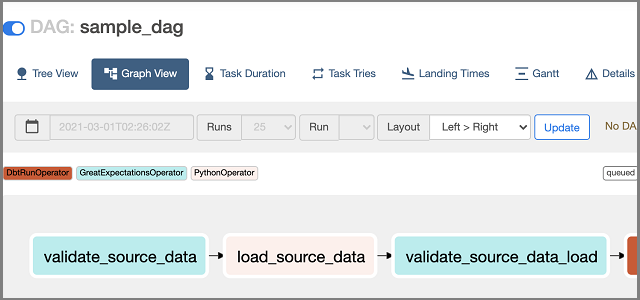 DAG: sample_dag
Tree View Graph View Task Duration Task Tries Landing Times Gantt Details
2021-03-01T02:26:02Z Runs 25 Run Layout Left > Right Update No DA
DbtRunOperator GreatExpectationsOperator PythonOperator queued
validate_source_data load_source_data validate_source_data_load